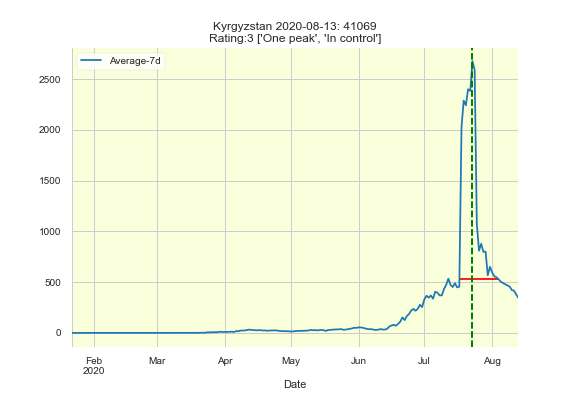 Kyrgyzstan 2020-08-13: 41069
Rating:3 ['One peak', 'In control']
Average-7d
2500
2000
1500
1000
500
0
Feb Mar Apr May Jun Jul Aug
2020
Date